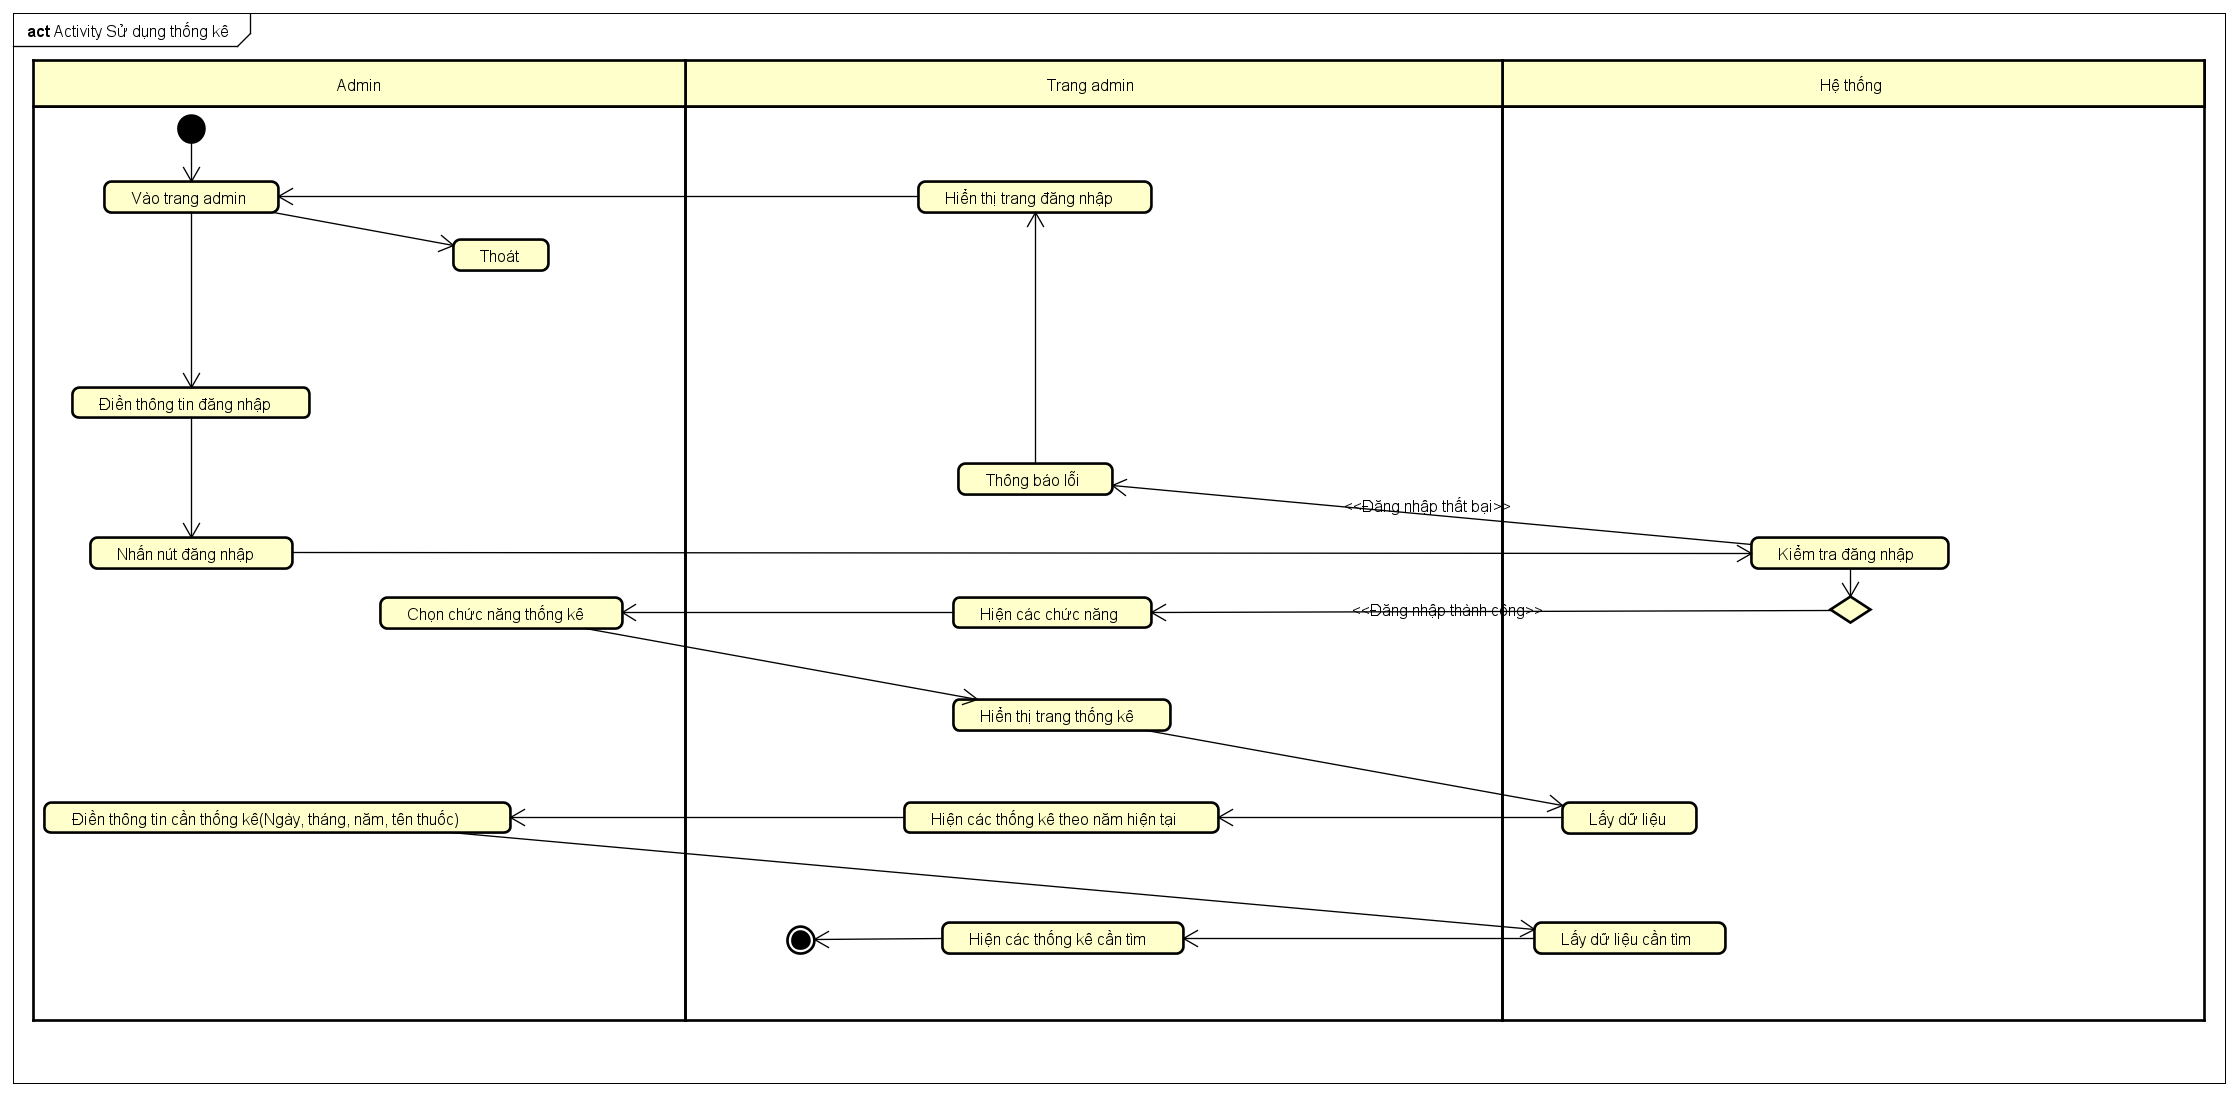 act Activity Sử dụng thống kê
Admin
Trang admin
Hệ thống
Vào trang admin
Hiển thị trang đăng nhập
Thoát
Điền thông tin đăng nhập
Thông báo lỗi
<<Đăng nhập thất bại>>
Nhấn nút đăng nhập
Kiểm tra đăng nhập
Chọn chức năng thống kê
Hiện các chức năng
<<Đăng nhập thành công>>
Hiển thị trang thống kê
Điền thông tin cần thống kê(Ngày, tháng, năm, tên thuốc)
Hiện các thống kê theo năm hiện tại
Lấy dữ liệu
Hiện các thống kê cần tìm
Lấy dữ liệu cần tìm